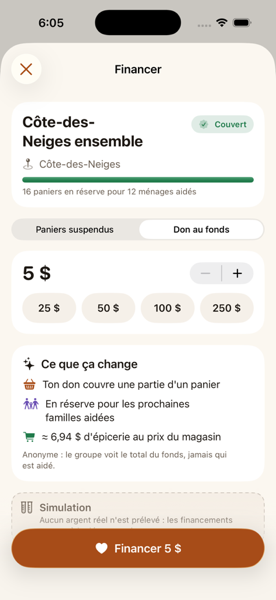 6:05
Financer
Côte-des-
Neiges ensemble
Couvert
Côte-des-Neiges
16 paniers en réserve pour 12 ménages aidés
Paniers suspendus
Don au fonds
5 $
25 $
50 $
100 $
250 $
Ce que ça change
Ton don couvre une partie d'un panier
En réserve pour les prochaines
familles aidées
≈ 6,94 $ d'épicerie au prix du magasin
Anonyme : le groupe voit le total du fonds, jamais qui
est aidé.
Simulation
Aucun argent réel n'est prélevé : les financements
Financer 5 $